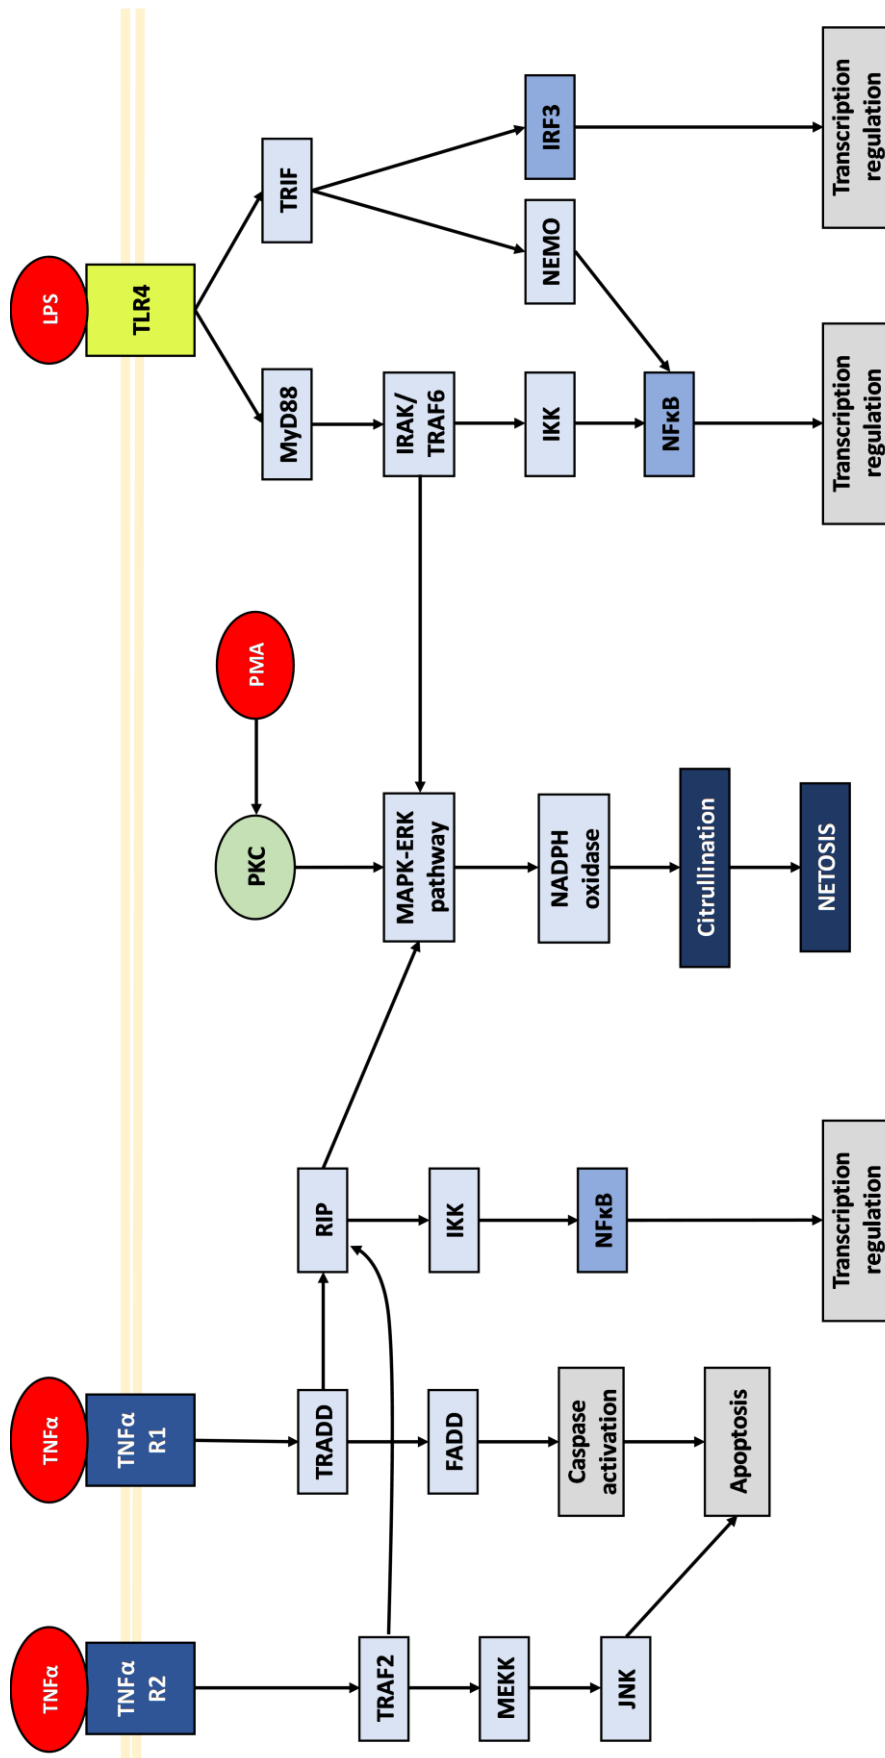 TNFα
TNFα
R2
TRAF2
MEKK
JNK
TNFα
TNFα
R1
TRADD
FADD
Caspase
activation
Apoptosis
RIP
IKK
NFκB
Transcription
regulation
PKC
PMA
MAPK-ERK
pathway
NADPH
oxidase
Citrullination
NETOSIS
LPS
TLR4
MyD88
IRAK/
TRAF6
IKK
NFκB
Transcription
regulation
TRIF
NEMO
IRF3
Transcription
regulation